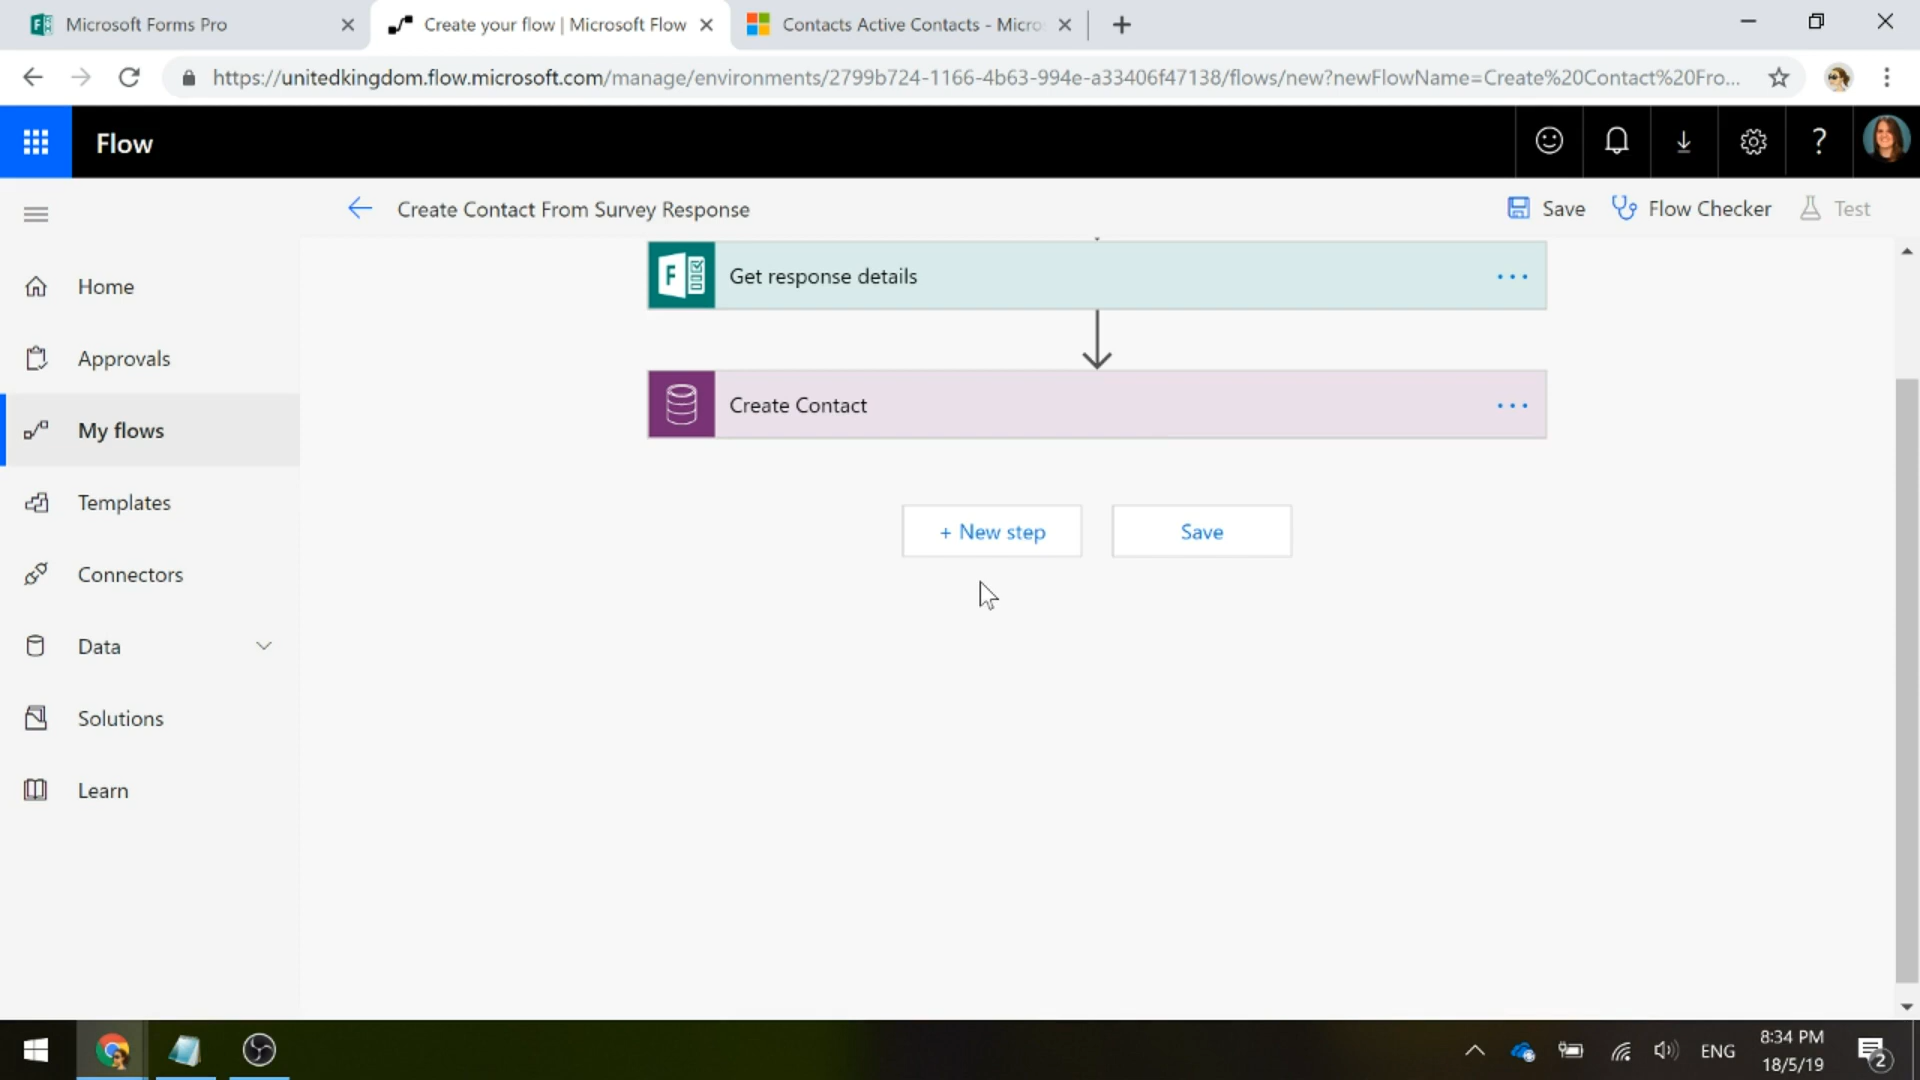 Microsoft Forms Pro
Create your flow | Microsoft Flow
Contacts Active Contacts - Micro
https://unitedkingdom.flow.microsoft.com/manage/environments/2799b724-1166-4b63-994e-a33406f47138/flows/new?newFlowName=Create%20Contact%20Fro...
Flow
?
Create Contact From Survey Response
Save
Flow Checker
Test
Home
Approvals
My flows
Templates
Connectors
Data
Solutions
Learn
F
Get response details
Create Contact
+ New step
Save
ENG
8:34 PM
18/5/19
2